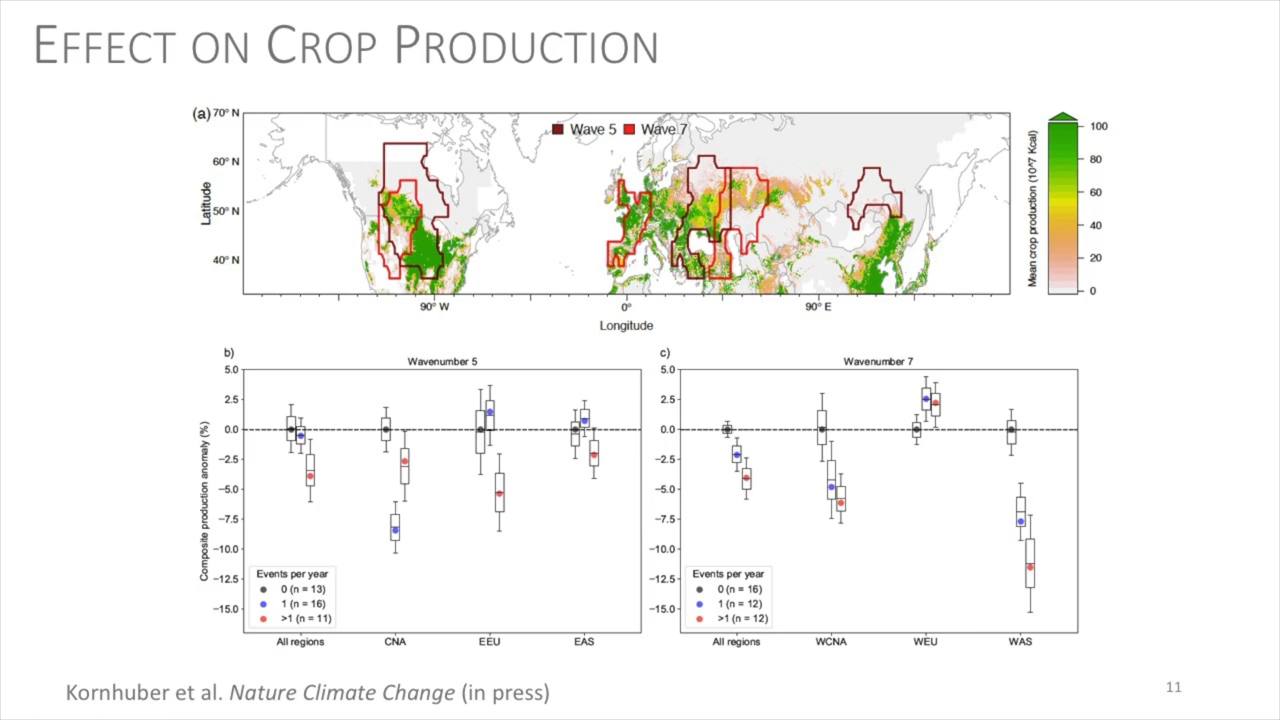 EFFECT ON CROP PRODUCTION
(a)
70° N
60° N
50° N
40° N
Latitude
Wave 5
Wave 7
90° W
0°
90° E
Longitude
Mean crop production (10^7 Kcal)
100
80
60
40
20
0
b)
Wavenumber 5
Composite production anomaly (%)
5.0
2.5
0.0
−2.5
−5.0
−7.5
−10.0
−12.5
−15.0
Events per year
0 (n = 13)
1 (n = 16)
>1 (n = 11)
All regions
CNA
EEU
EAS
c)
Wavenumber 7
5.0
2.5
0.0
−2.5
−5.0
−7.5
−10.0
−12.5
−15.0
Events per year
0 (n = 16)
1 (n = 12)
>1 (n = 12)
All regions
WCNA
WEU
WAS
Kornhuber et al. Nature Climate Change (in press)
11